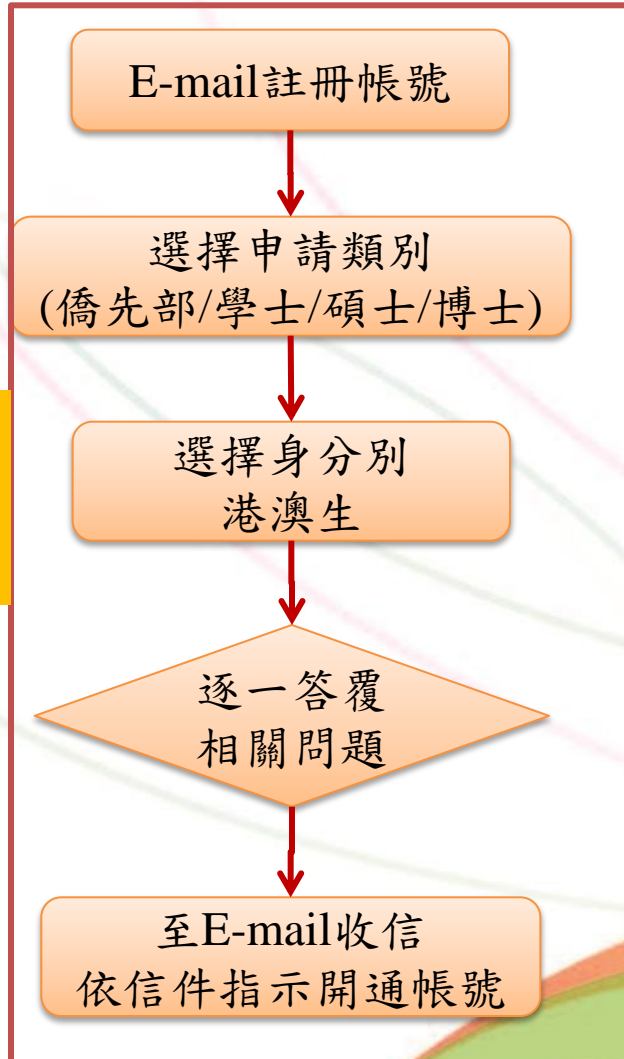 E-mail註冊帳號
選擇申請類別
(僑先部/學士/碩士/博士)
選擇身分別
港澳生
逐一答覆
相關問題
至E-mail收信
依信件指示開通帳號